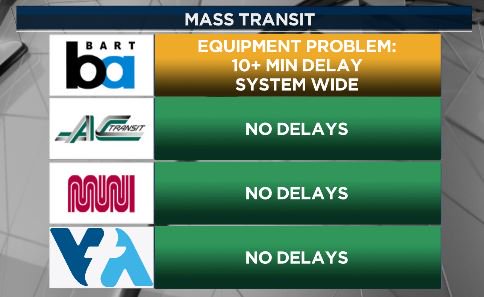 MASS TRANSIT
BART
ba
EQUIPMENT PROBLEM:
10+ MIN DELAY
SYSTEM WIDE
AC TRANSIT
NO DELAYS
MUNI
NO DELAYS
VTA
NO DELAYS